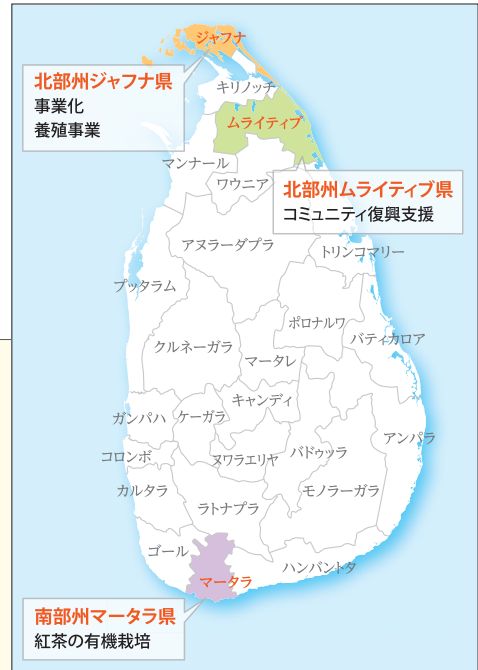 ジャフナ
北部州ジャフナ県
事業化
養殖事業
キリノッチ
ムライティブ
マンナール
ワウニア
北部州ムライティブ県
コミュニティ復興支援
アヌラーダプラ
トリンコマリー
プッタラム
ポロナルワ
バティカロア
クルネーガラ
マータレ
キャンディ
ガンパハ
ケーガラ
アンパラ
コロンボ
ヌワラエリヤ
バドゥッラ
カルタラ
モノラーガラ
ラトナプラ
ゴール
ハンバントタ
マータラ
南部州マータラ県
紅茶の有機栽培